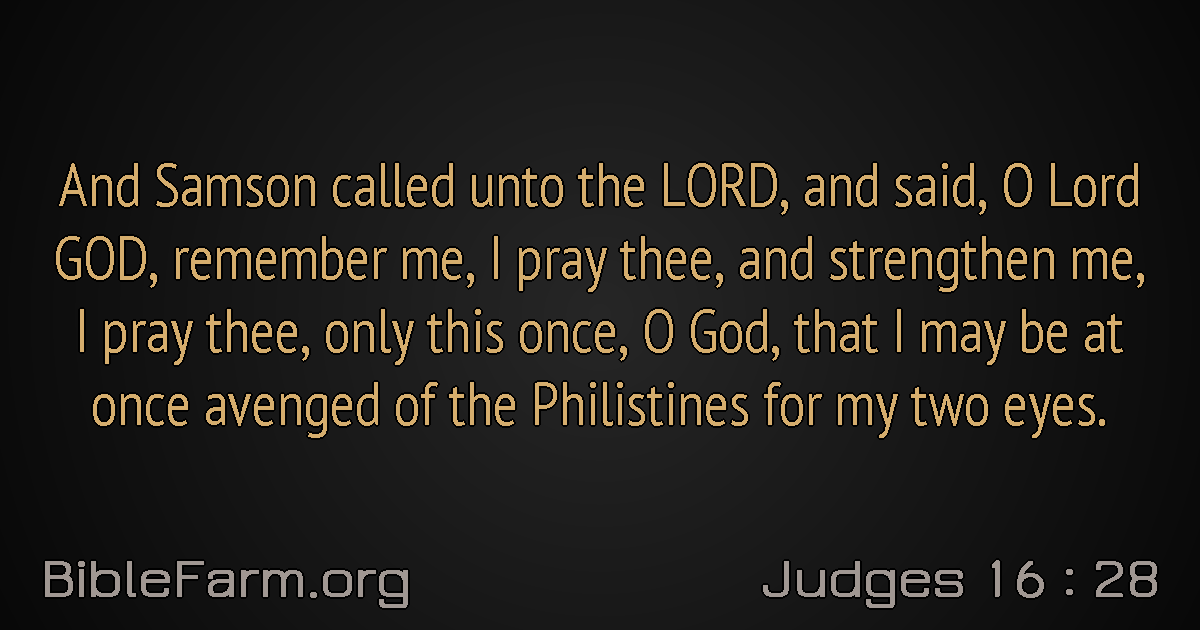 And Samson called unto the LORD, and said, O Lord
GOD, remember me, I pray thee, and strengthen me,
I pray thee, only this once, O God, that I may be at
once avenged of the Philistines for my two eyes.
BibleFarm.org
Judges 16 : 28